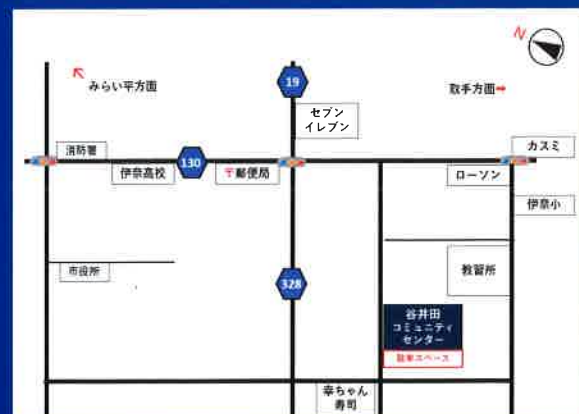 N
みらい平方面
19
取手方面
セブン
イレブン
消防署
カスミ
伊奈高校
130
〒郵便局
ローソン
伊奈小
市役所
教習所
328
谷井田
コミュニティ
センター
駐車スペース
幸ちゃん
寿司